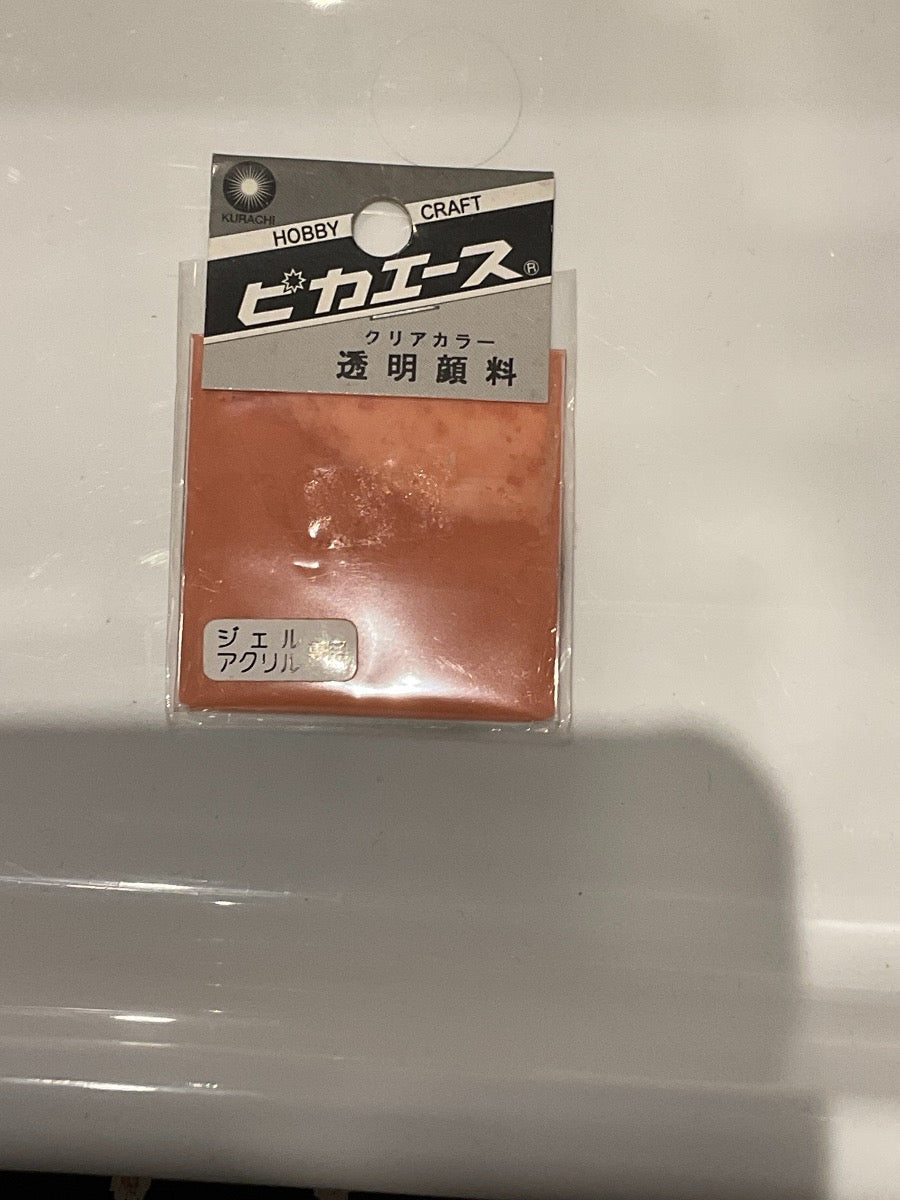 KURACHI
HOBBY CRAFT
ピカエース®
クリアカラー
透明顔料
ジェル
アクリル